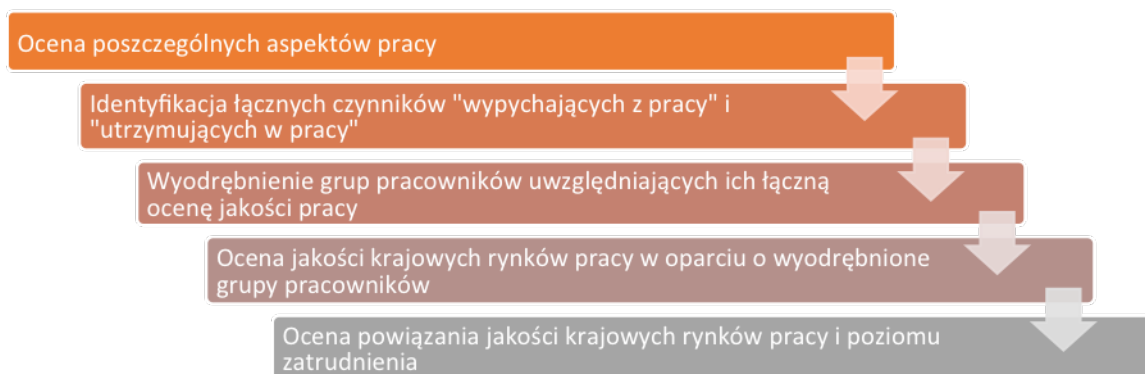 Ocena poszczególnych aspektów pracy
Identyfikacja łącznych czynników "wypychających z pracy" i
"utrzymujących w pracy"
Wyodrębnienie grup pracowników uwzględniających ich łączną
ocenę jakości pracy
Ocena jakości krajowych rynków pracy w oparciu o wyodrębnione
grupy pracowników
Ocena powiązania jakości krajowych rynków pracy i poziomu
zatrudnienia